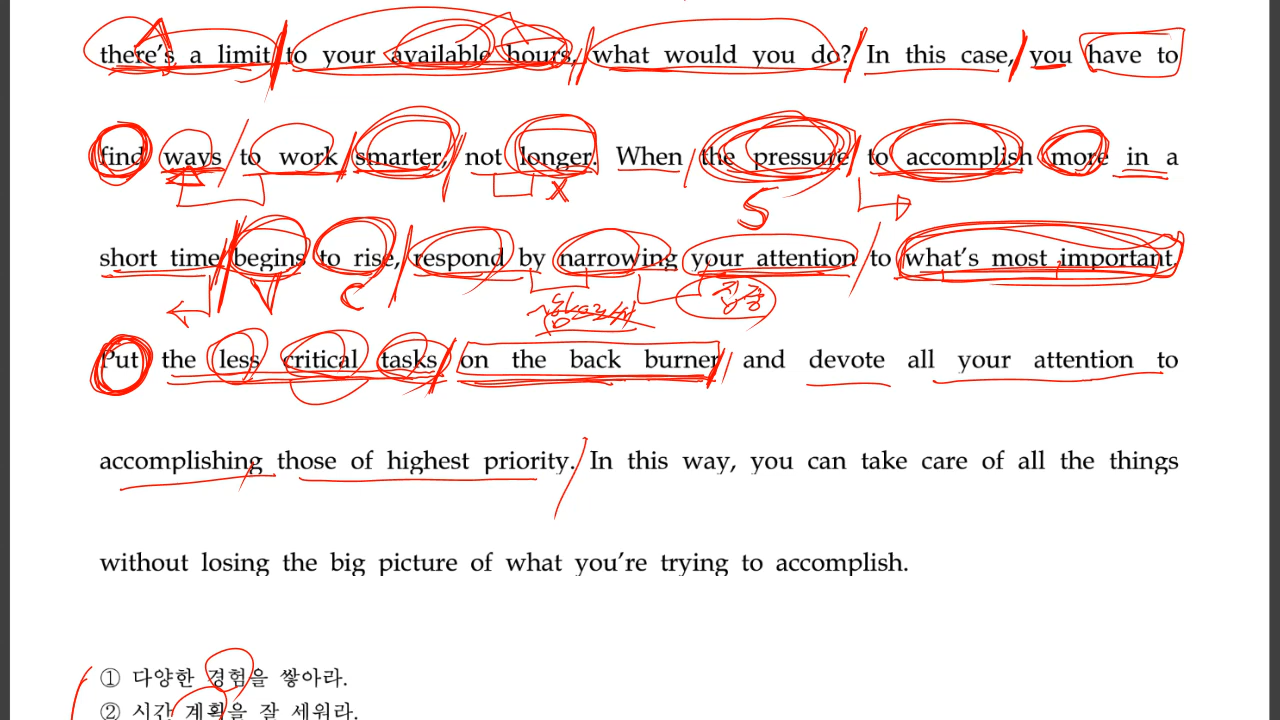 there's a limit to your available hours, what would you do? In this case, you have to
find ways to work smarter, not longer. When the pressure to accomplish more in a
X
S
short time begins to rise, respond by narrowing your attention to what's most important.
V
C
집중
Put the less critical tasks on the back burner and devote all your attention to
accomplishing those of highest priority. In this way, you can take care of all the things
without losing the big picture of what you're trying to accomplish.
① 다양한 경험을 쌓아라.
② 시간 계획을 잘 세워라.